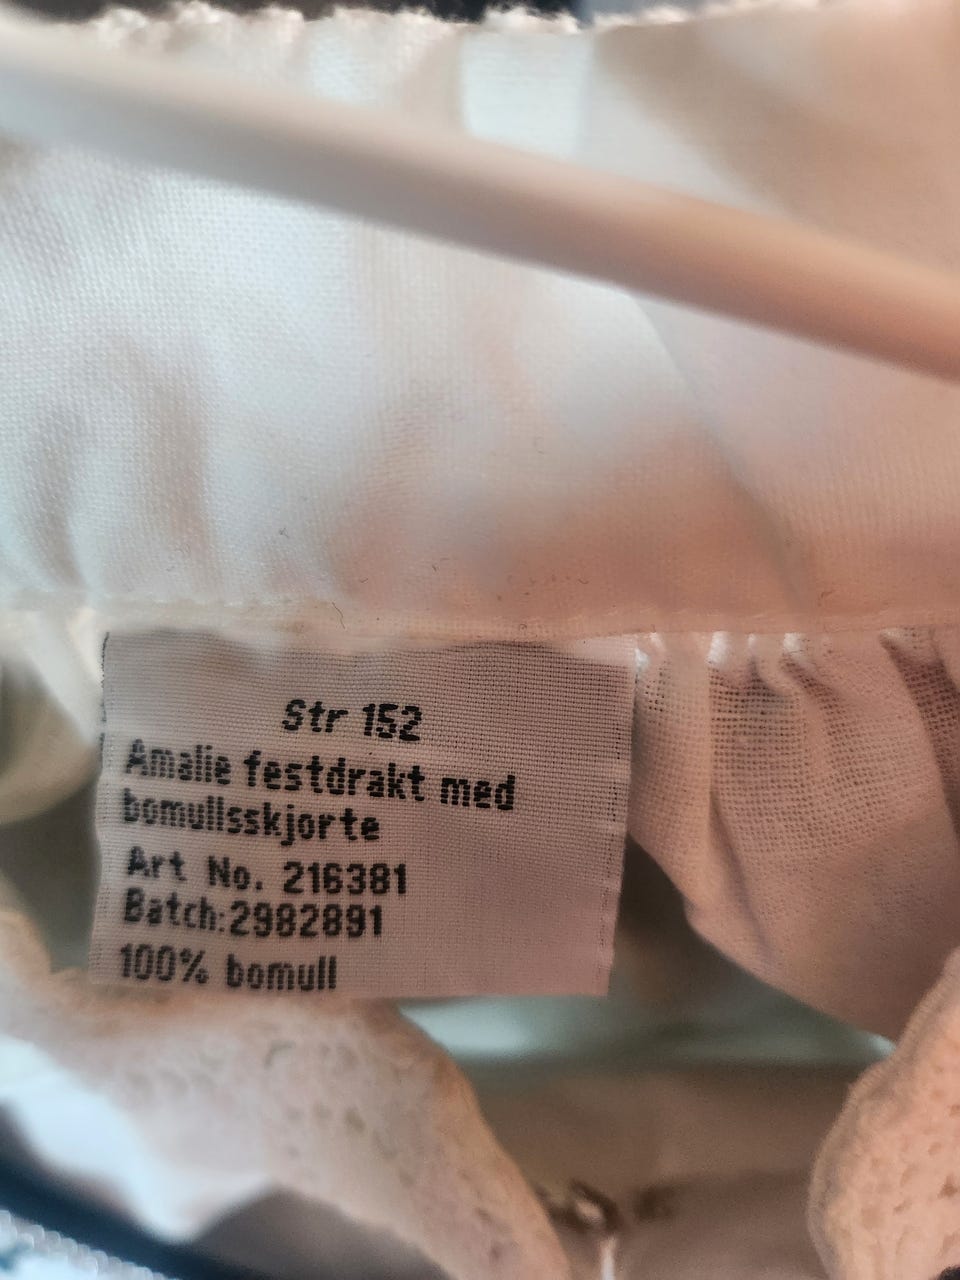 Str 152
Amalie festdrakt med
bomullsskjorte
Art No. 216381
Batch:2982891
100% bomull